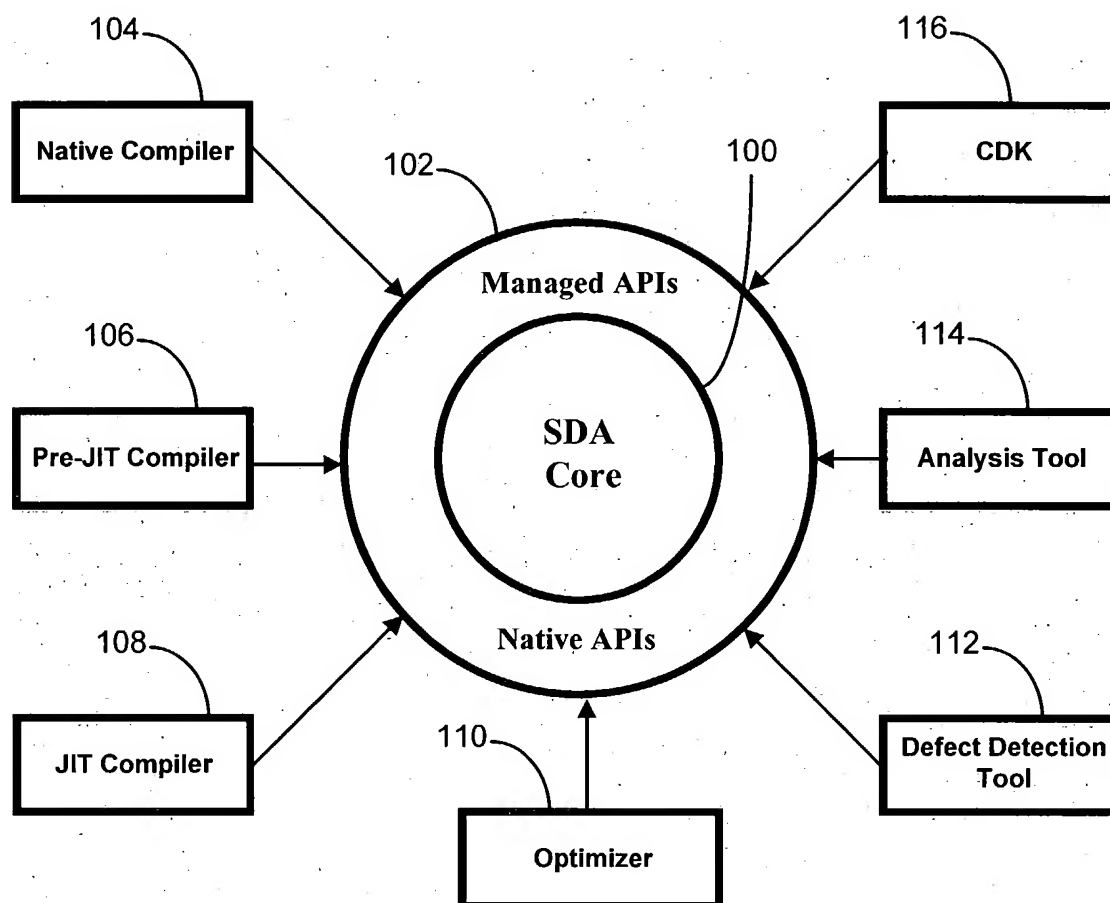 104
116
Native Compiler
CDK
102
100
Managed APIs
106
114
Pre-JIT Compiler
SDA
Core
Analysis Tool
108
112
Native APIs
JIT Compiler
110
Defect Detection
Tool
Optimizer